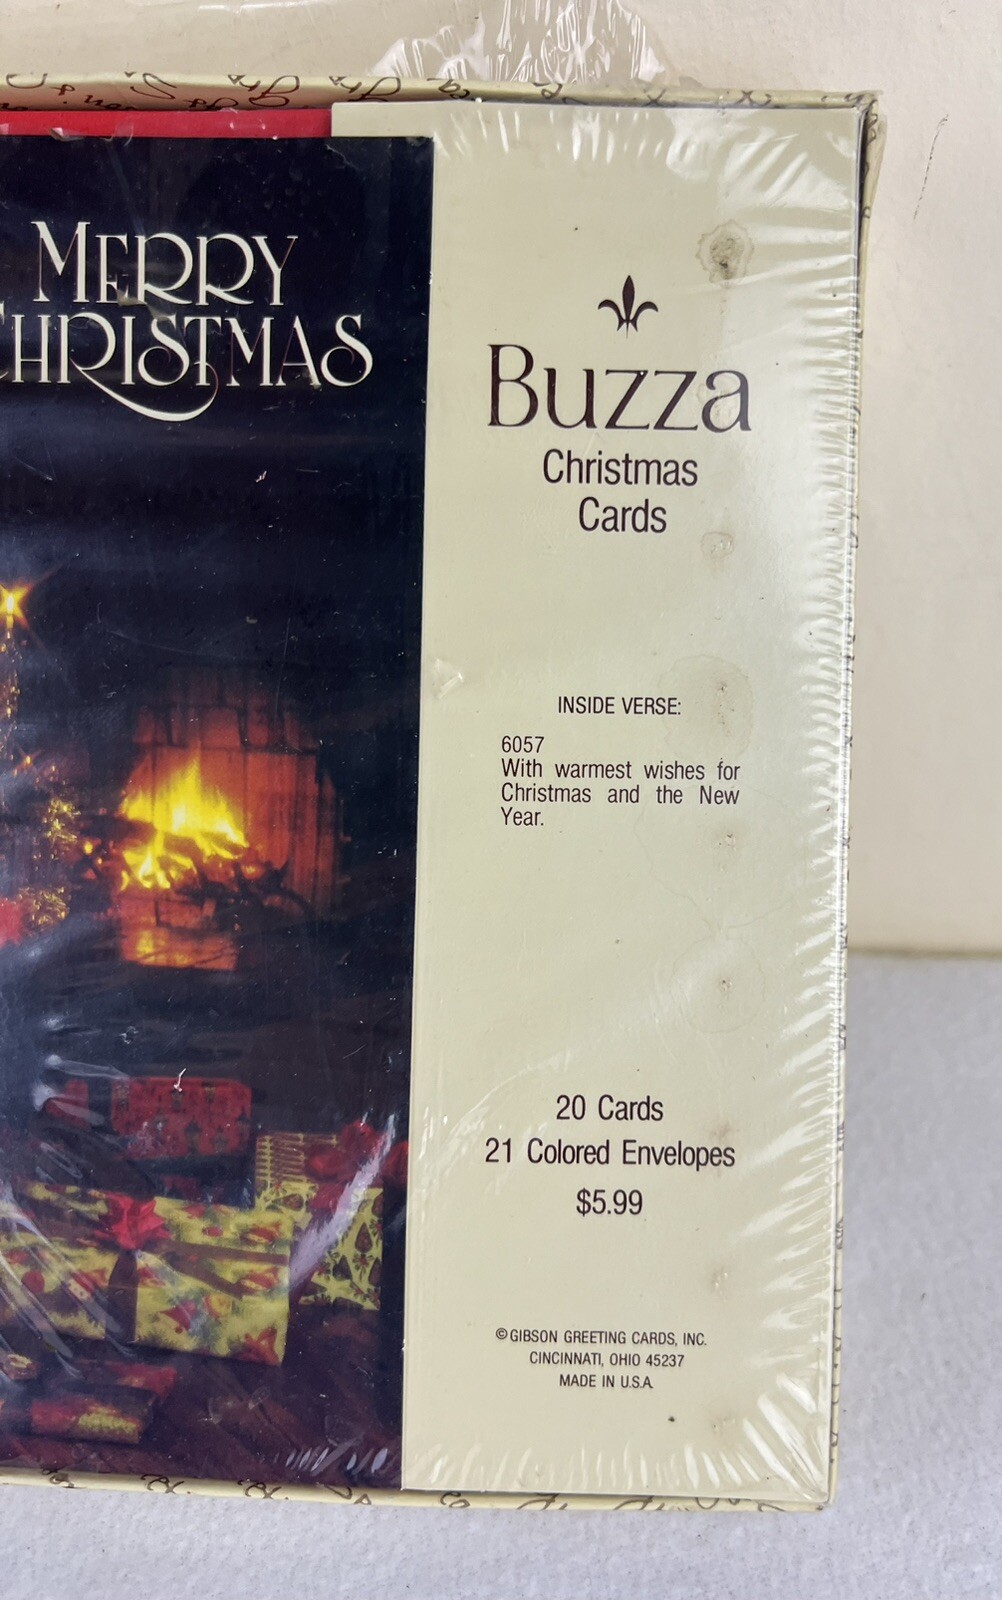 MERRY
CHRISTMAS
Buzza
Christmas
Cards
INSIDE VERSE:
6057
With warmest wishes for
Christmas and the New
Year.
20 Cards
21 Colored Envelopes
$5.99
© GIBSON GREETING CARDS, INC.
CINCINNATI, OHIO 45237
MADE IN U.S.A.